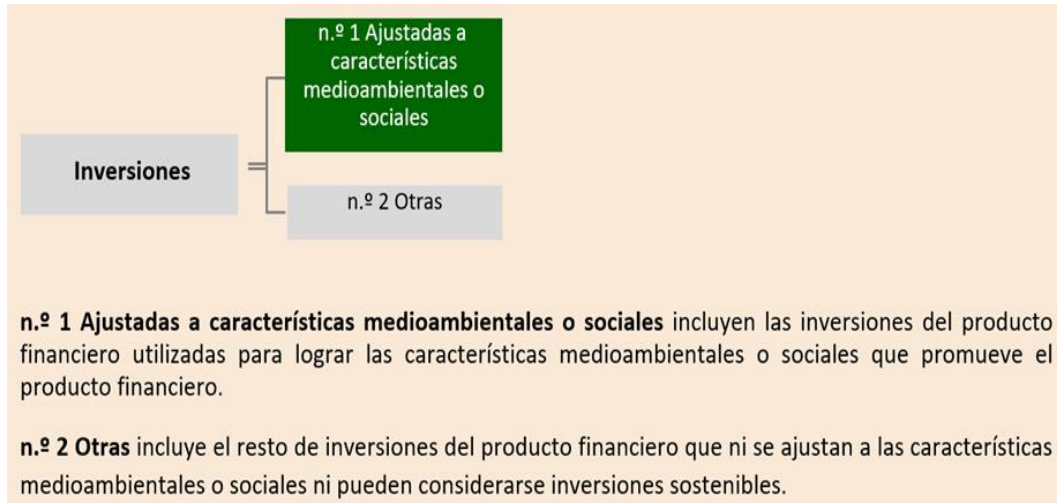 n.º 1 Ajustadas a
características
medioambientales o
sociales
Inversiones
n.º 2 Otras
n.º 1 Ajustadas a características medioambientales o sociales incluyen las inversiones del producto
financiero utilizadas para lograr las características medioambientales o sociales que promueve el
producto financiero.
n.º 2 Otras incluye el resto de inversiones del producto financiero que ni se ajustan a las características
medioambientales o sociales ni pueden considerarse inversiones sostenibles.